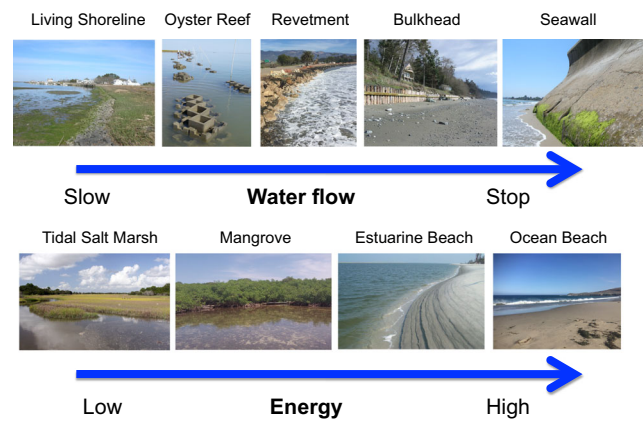 Living Shoreline Oyster Reef Revetment Bulkhead Seawall
Slow Water flow Stop
Tidal Salt Marsh Mangrove Estuarine Beach Ocean Beach
Low Energy High